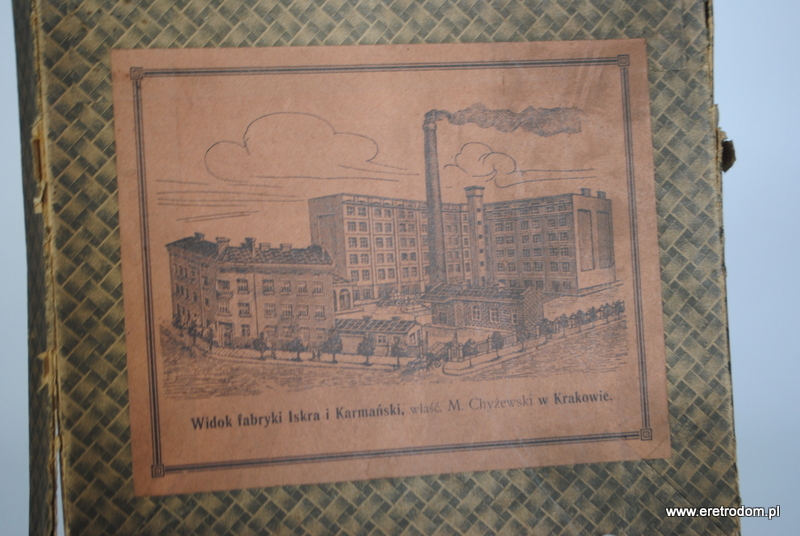 Widok fabryki Iskra i Karmański, właść. M. Chyżewski w Krakowie.
www.eretrodom.pl